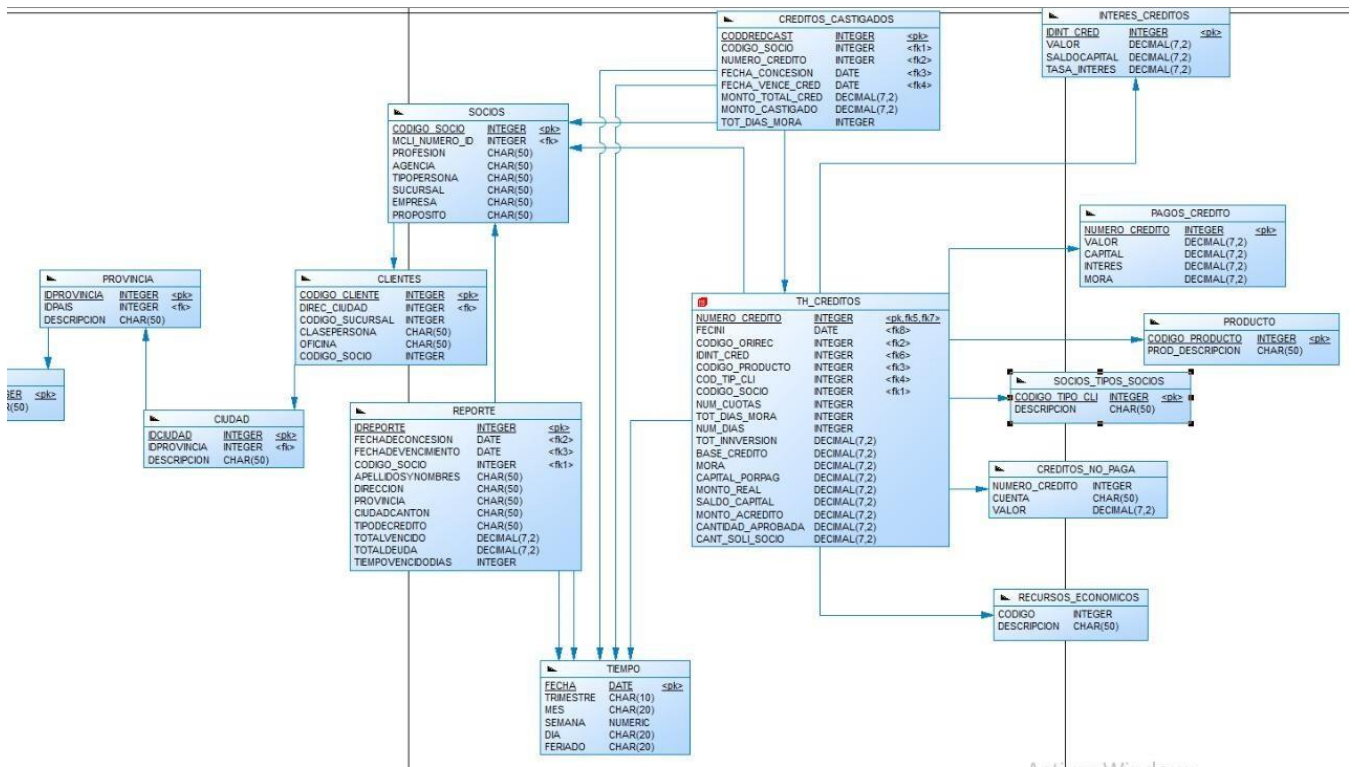 CREDITOS_CASTIGADOS
CODDREDCAST INTEGER <pk>
CODIGO_SOCIO INTEGER <fk1>
NUMERO_CREDITO INTEGER <fk2>
FECHA_CONCESION DATE <fk3>
FECHA_VENCE_CRED DATE <fk4>
MONTO_TOTAL_CRED DECIMAL(7,2)
MONTO_CASTIGADO DECIMAL(7,2)
TOT_DIAS_MORA INTEGER
INTERES_CREDITOS
IDINT_CRED INTEGER <pk>
VALOR DECIMAL(7,2)
SALDOCAPITAL DECIMAL(7,2)
TASA_INTERES DECIMAL(7,2)
SOCIOS
CODIGO_SOCIO INTEGER <pk>
MCLI_NUMERO_ID INTEGER <fk>
PROFESION CHAR(50)
AGENCIA CHAR(50)
TIPOPERSONA CHAR(50)
SUCURSAL CHAR(50)
EMPRESA CHAR(50)
PROPOSITO CHAR(50)
PAGOS_CREDITO
NUMERO_CREDITO INTEGER <pk>
VALOR DECIMAL(7,2)
CAPITAL DECIMAL(7,2)
INTERES DECIMAL(7,2)
MORA DECIMAL(7,2)
PROVINCIA
IDPROVINCIA INTEGER <pk>
IDPAIS INTEGER <fk>
DESCRIPCION CHAR(50)
CLIENTES
CODIGO_CLIENTE INTEGER <pk>
DIREC_CIUDAD INTEGER <fk>
CODIGO_SUCURSAL INTEGER
CLASEPERSONA CHAR(50)
OFICINA CHAR(50)
CODIGO_SOCIO INTEGER
TH_CREDITOS
NUMERO_CREDITO INTEGER <pk,fk5,fk7>
FECINI DATE <fk8>
CODIGO_ORIREC INTEGER <fk2>
IDINT_CRED INTEGER <fk6>
CODIGO_PRODUCTO INTEGER <fk3>
COD_TIP_CLI INTEGER <fk4>
CODIGO_SOCIO INTEGER <fk1>
NUM_CUOTAS INTEGER
TOT_DIAS_MORA INTEGER
NUM_DIAS INTEGER
TOT_INNVERSION DECIMAL(7,2)
BASE_CREDITO DECIMAL(7,2)
MORA DECIMAL(7,2)
CAPITAL_PORPAG DECIMAL(7,2)
MONTO_REAL DECIMAL(7,2)
SALDO_CAPITAL DECIMAL(7,2)
MONTO_ACREDITO DECIMAL(7,2)
CANTIDAD_APROBADA DECIMAL(7,2)
CANT_SOLI_SOCIO DECIMAL(7,2)
PRODUCTO
CODIGO_PRODUCTO INTEGER <pk>
PROD_DESCRIPCION CHAR(50)
SOCIOS_TIPOS_SOCIOS
CODIGO_TIPO_CLI INTEGER <pk>
DESCRIPCION CHAR(50)
<pk>
CIUDAD
IDCIUDAD INTEGER <pk>
IDPROVINCIA INTEGER <fk>
DESCRIPCION CHAR(50)
REPORTE
IDREPORTE INTEGER <pk>
FECHADECONCESION DATE <fk2>
FECHADEVENCIMIENTO DATE <fk3>
CODIGO_SOCIO INTEGER <fk1>
APELLIDOSYNOMBRES CHAR(50)
DIRECCION CHAR(50)
PROVINCIA CHAR(50)
CIUDADCANTON CHAR(50)
TIPODECREDITO CHAR(50)
TOTALVENCIDO DECIMAL(7,2)
TOTALDEUDA DECIMAL(7,2)
TIEMPOVENCIDODIAS INTEGER
CREDITOS_NO_PAGA
NUMERO_CREDITO INTEGER
CUENTA CHAR(50)
VALOR DECIMAL(7,2)
RECURSOS_ECONOMICOS
CODIGO INTEGER
DESCRIPCION CHAR(50)
TIEMPO
FECHA DATE <pk>
TRIMESTRE CHAR(10)
MES CHAR(20)
SEMANA NUMERIC
DIA CHAR(20)
FERIADO CHAR(20)